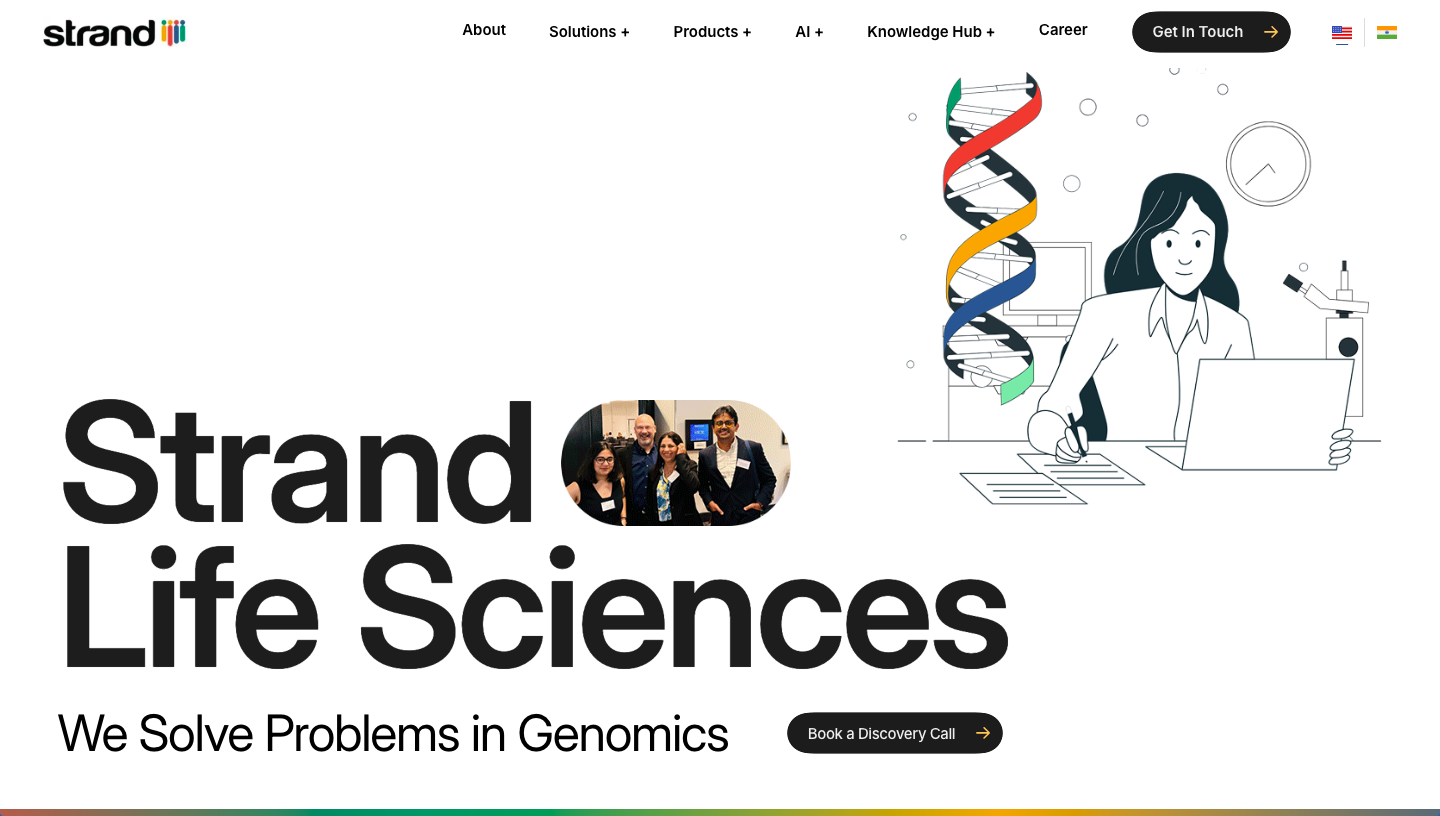 strand
About
Solutions +
Products +
AI +
Knowledge Hub +
Career
Get In Touch
Strand
Life Sciences
We Solve Problems in Genomics
Book a Discovery Call